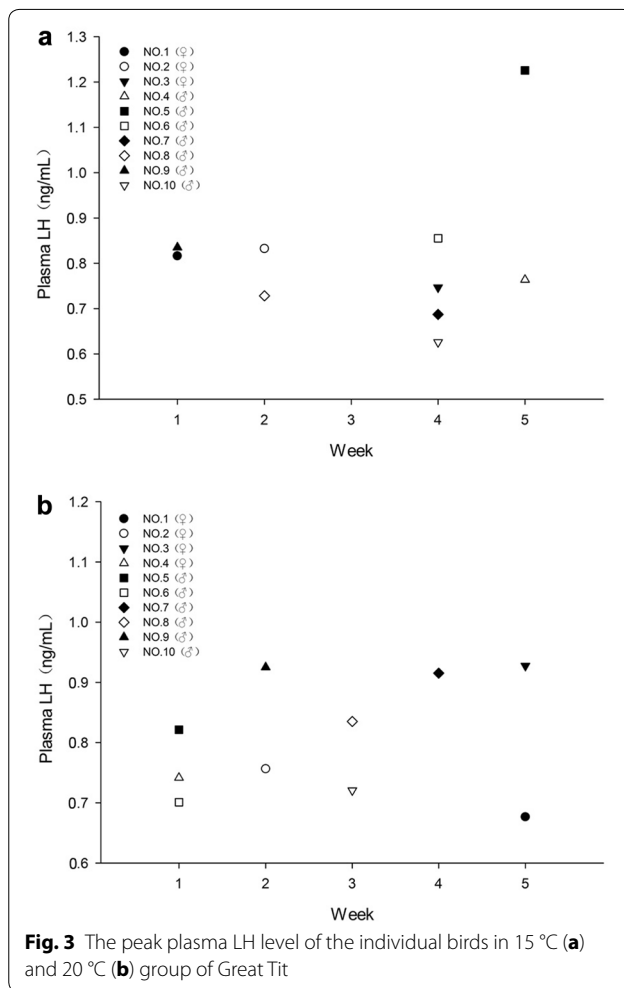 a
1.3
1.2
1.1
1.0
0.9
0.8
0.7
0.6
0.5
Plasma LH (ng/mL)
NO.1 (♀)
NO.2 (♀)
NO.3 (♀)
NO.4 (♂)
NO.5 (♂)
NO.6 (♂)
NO.7 (♂)
NO.8 (♂)
NO.9 (♂)
NO.10 (♂)
1 2 3 4 5
Week
b
1.2
1.1
1.0
0.9
0.8
0.7
0.6
Plasma LH (ng/mL)
NO.1 (♀)
NO.2 (♀)
NO.3 (♀)
NO.4 (♀)
NO.5 (♂)
NO.6 (♂)
NO.7 (♂)
NO.8 (♂)
NO.9 (♂)
NO.10 (♂)
1 2 3 4 5
Week
Fig. 3 The peak plasma LH level of the individual birds in 15 °C (a)
and 20 °C (b) group of Great Tit